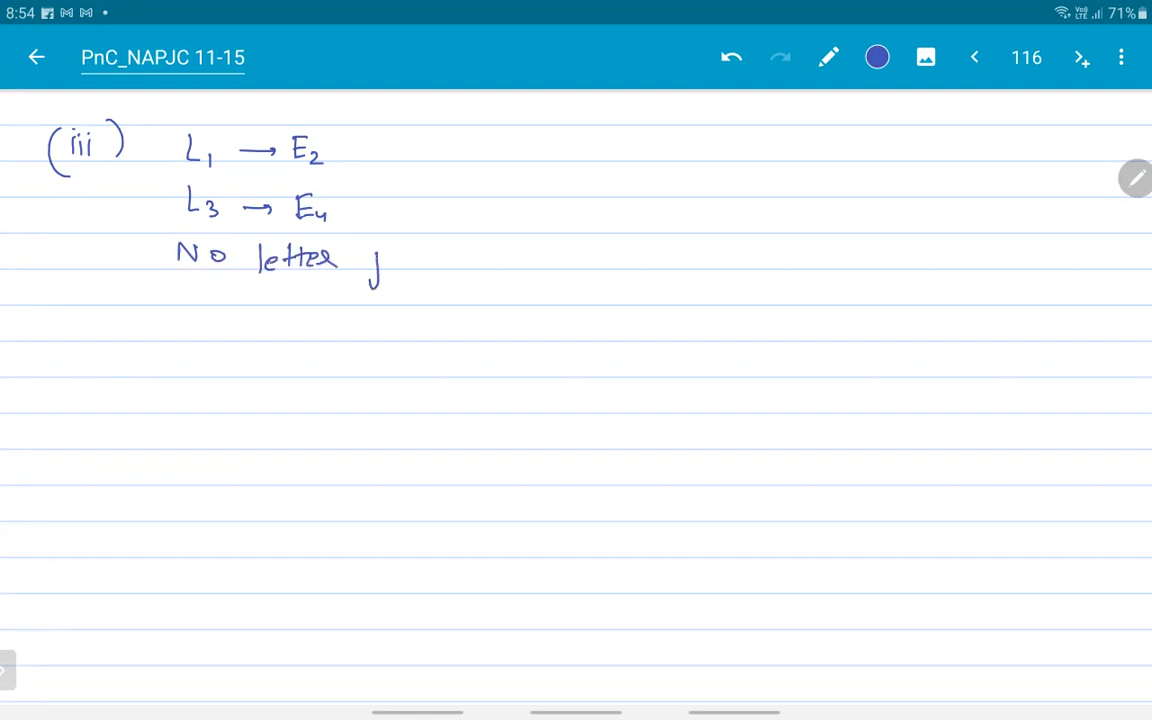 8:54 71%
PnC_NAPJC 11-15 116
(iii) L1 → E2
L3 → E4
No letter j